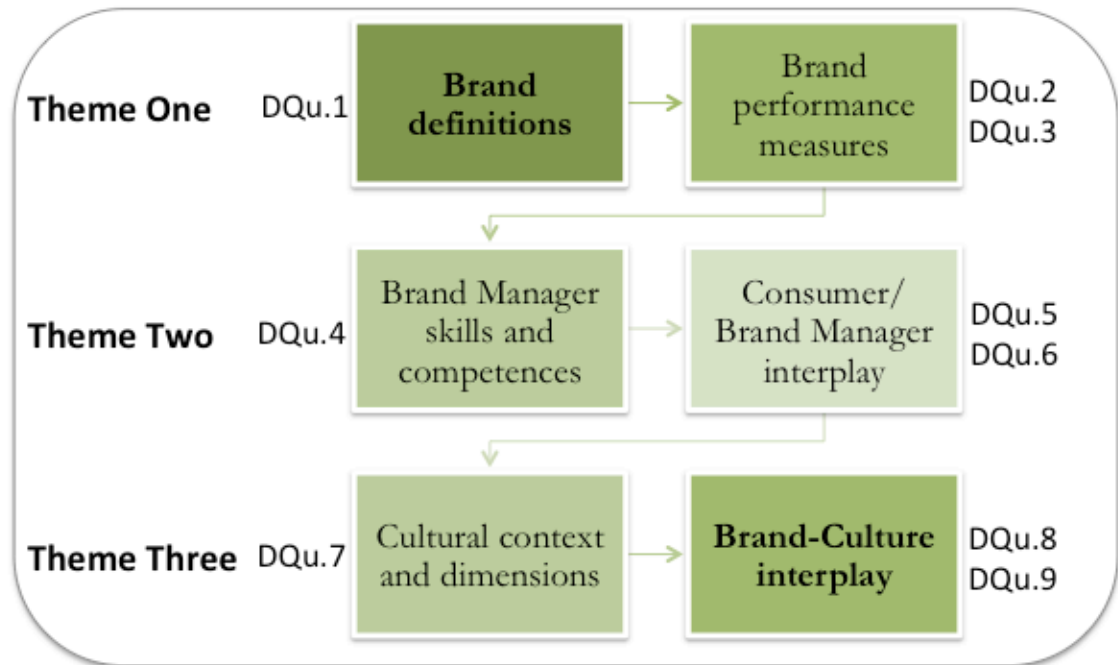 Theme One
DQu.1
Brand
definitions
Brand
performance
measures
DQu.2
DQu.3
Theme Two
DQu.4
Brand Manager
skills and
competences
Consumer/
Brand Manager
interplay
DQu.5
DQu.6
Theme Three
DQu.7
Cultural context
and dimensions
Brand-Culture
interplay
DQu.8
DQu.9